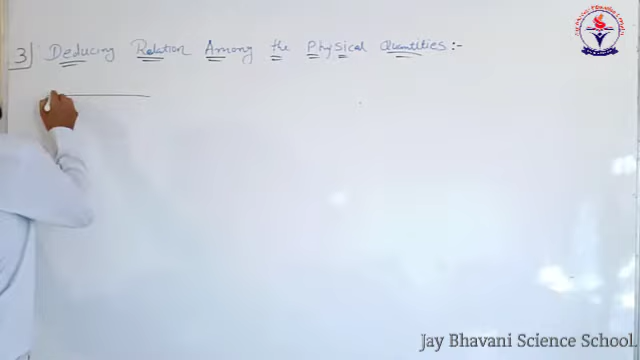 3] Deducing Relation Among the Physical Quantities :-
Jay Bhavani Science School.